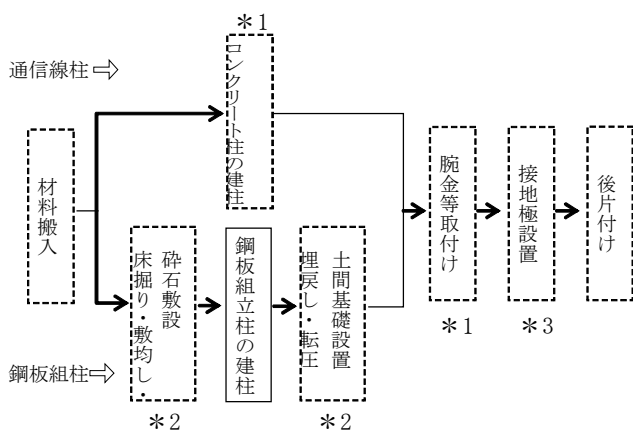 ＊1
通信線柱
コンクリート柱の建柱
材料搬入
砕石敷設
床掘り・敷均し・
鋼板組立柱の建柱
土間基礎設置
埋戻し・転圧
腕金等取付け
接地極設置
後片付け
＊1
＊3
鋼板組柱
＊2
＊2